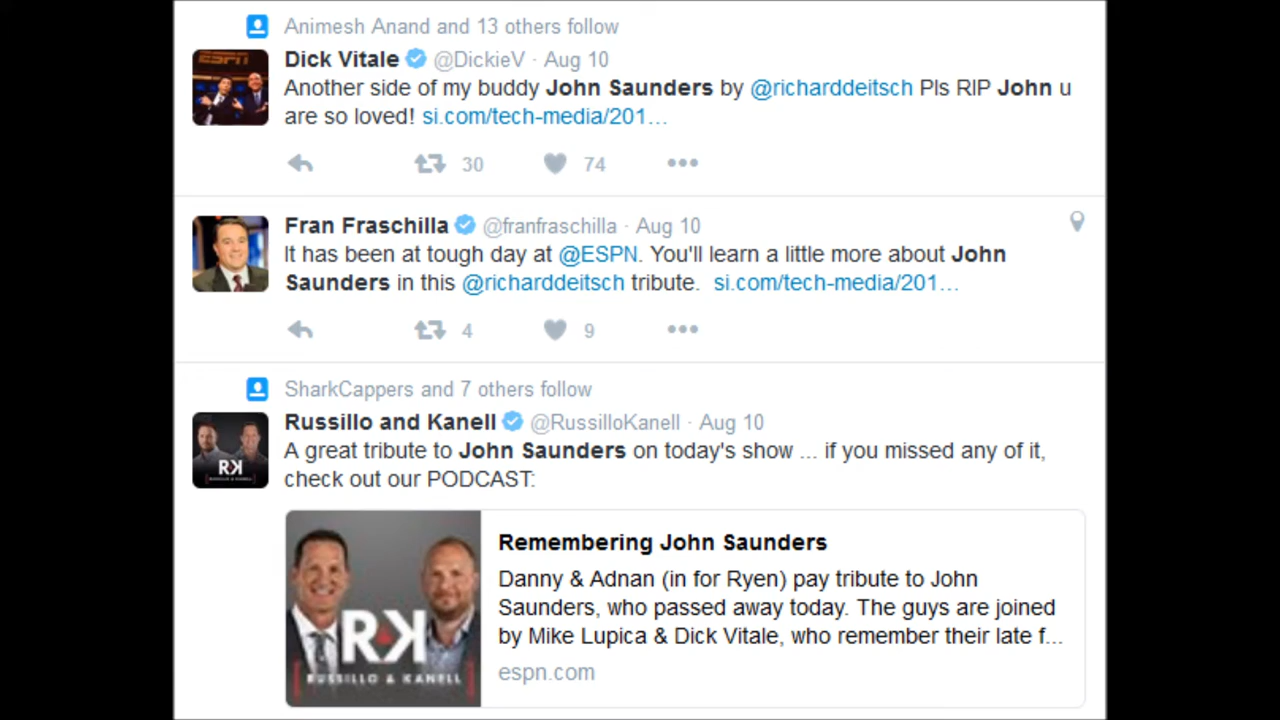 Animesh Anand and 13 others follow
ESPN
Dick Vitale @DickieV · Aug 10
Another side of my buddy John Saunders by @richarddeitsch Pls RIP John u
are so loved! si.com/tech-media/201…
30 74
Fran Fraschilla @franfraschilla · Aug 10
It has been at tough day at @ESPN. You'll learn a little more about John
Saunders in this @richarddeitsch tribute. si.com/tech-media/201…
4 9
SharkCappers and 7 others follow
Russillo and Kanell @RussilloKanell · Aug 10
A great tribute to John Saunders on today's show ... if you missed any of it,
check out our PODCAST:
RK
RUSSILLO & KANELL
Remembering John Saunders
Danny & Adnan (in for Ryen) pay tribute to John
Saunders, who passed away today. The guys are joined
by Mike Lupica & Dick Vitale, who remember their late f...
espn.com
RK
RUSSILLO & KANELL